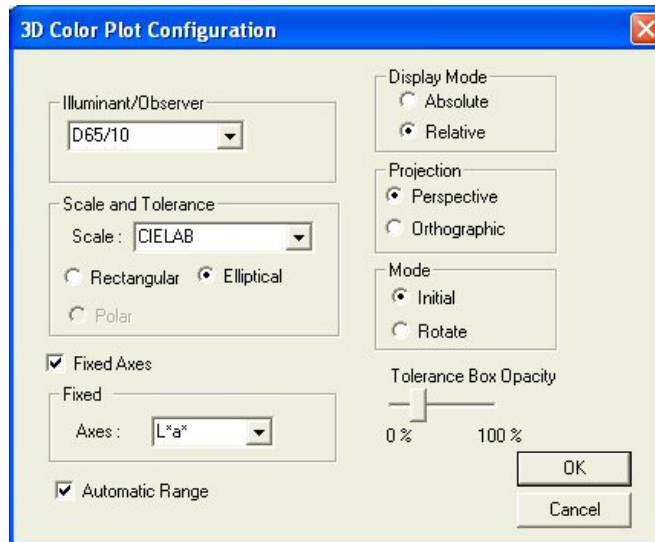 3D Color Plot Configuration
Illuminant/Observer
D65/10
Scale and Tolerance
Scale : CIELAB
Rectangular Elliptical
Polar
Fixed Axes
Fixed
Axes : L*a*
Automatic Range
Display Mode
Absolute
Relative
Projection
Perspective
Orthographic
Mode
Initial
Rotate
Tolerance Box Opacity
0 % 100 %
OK
Cancel